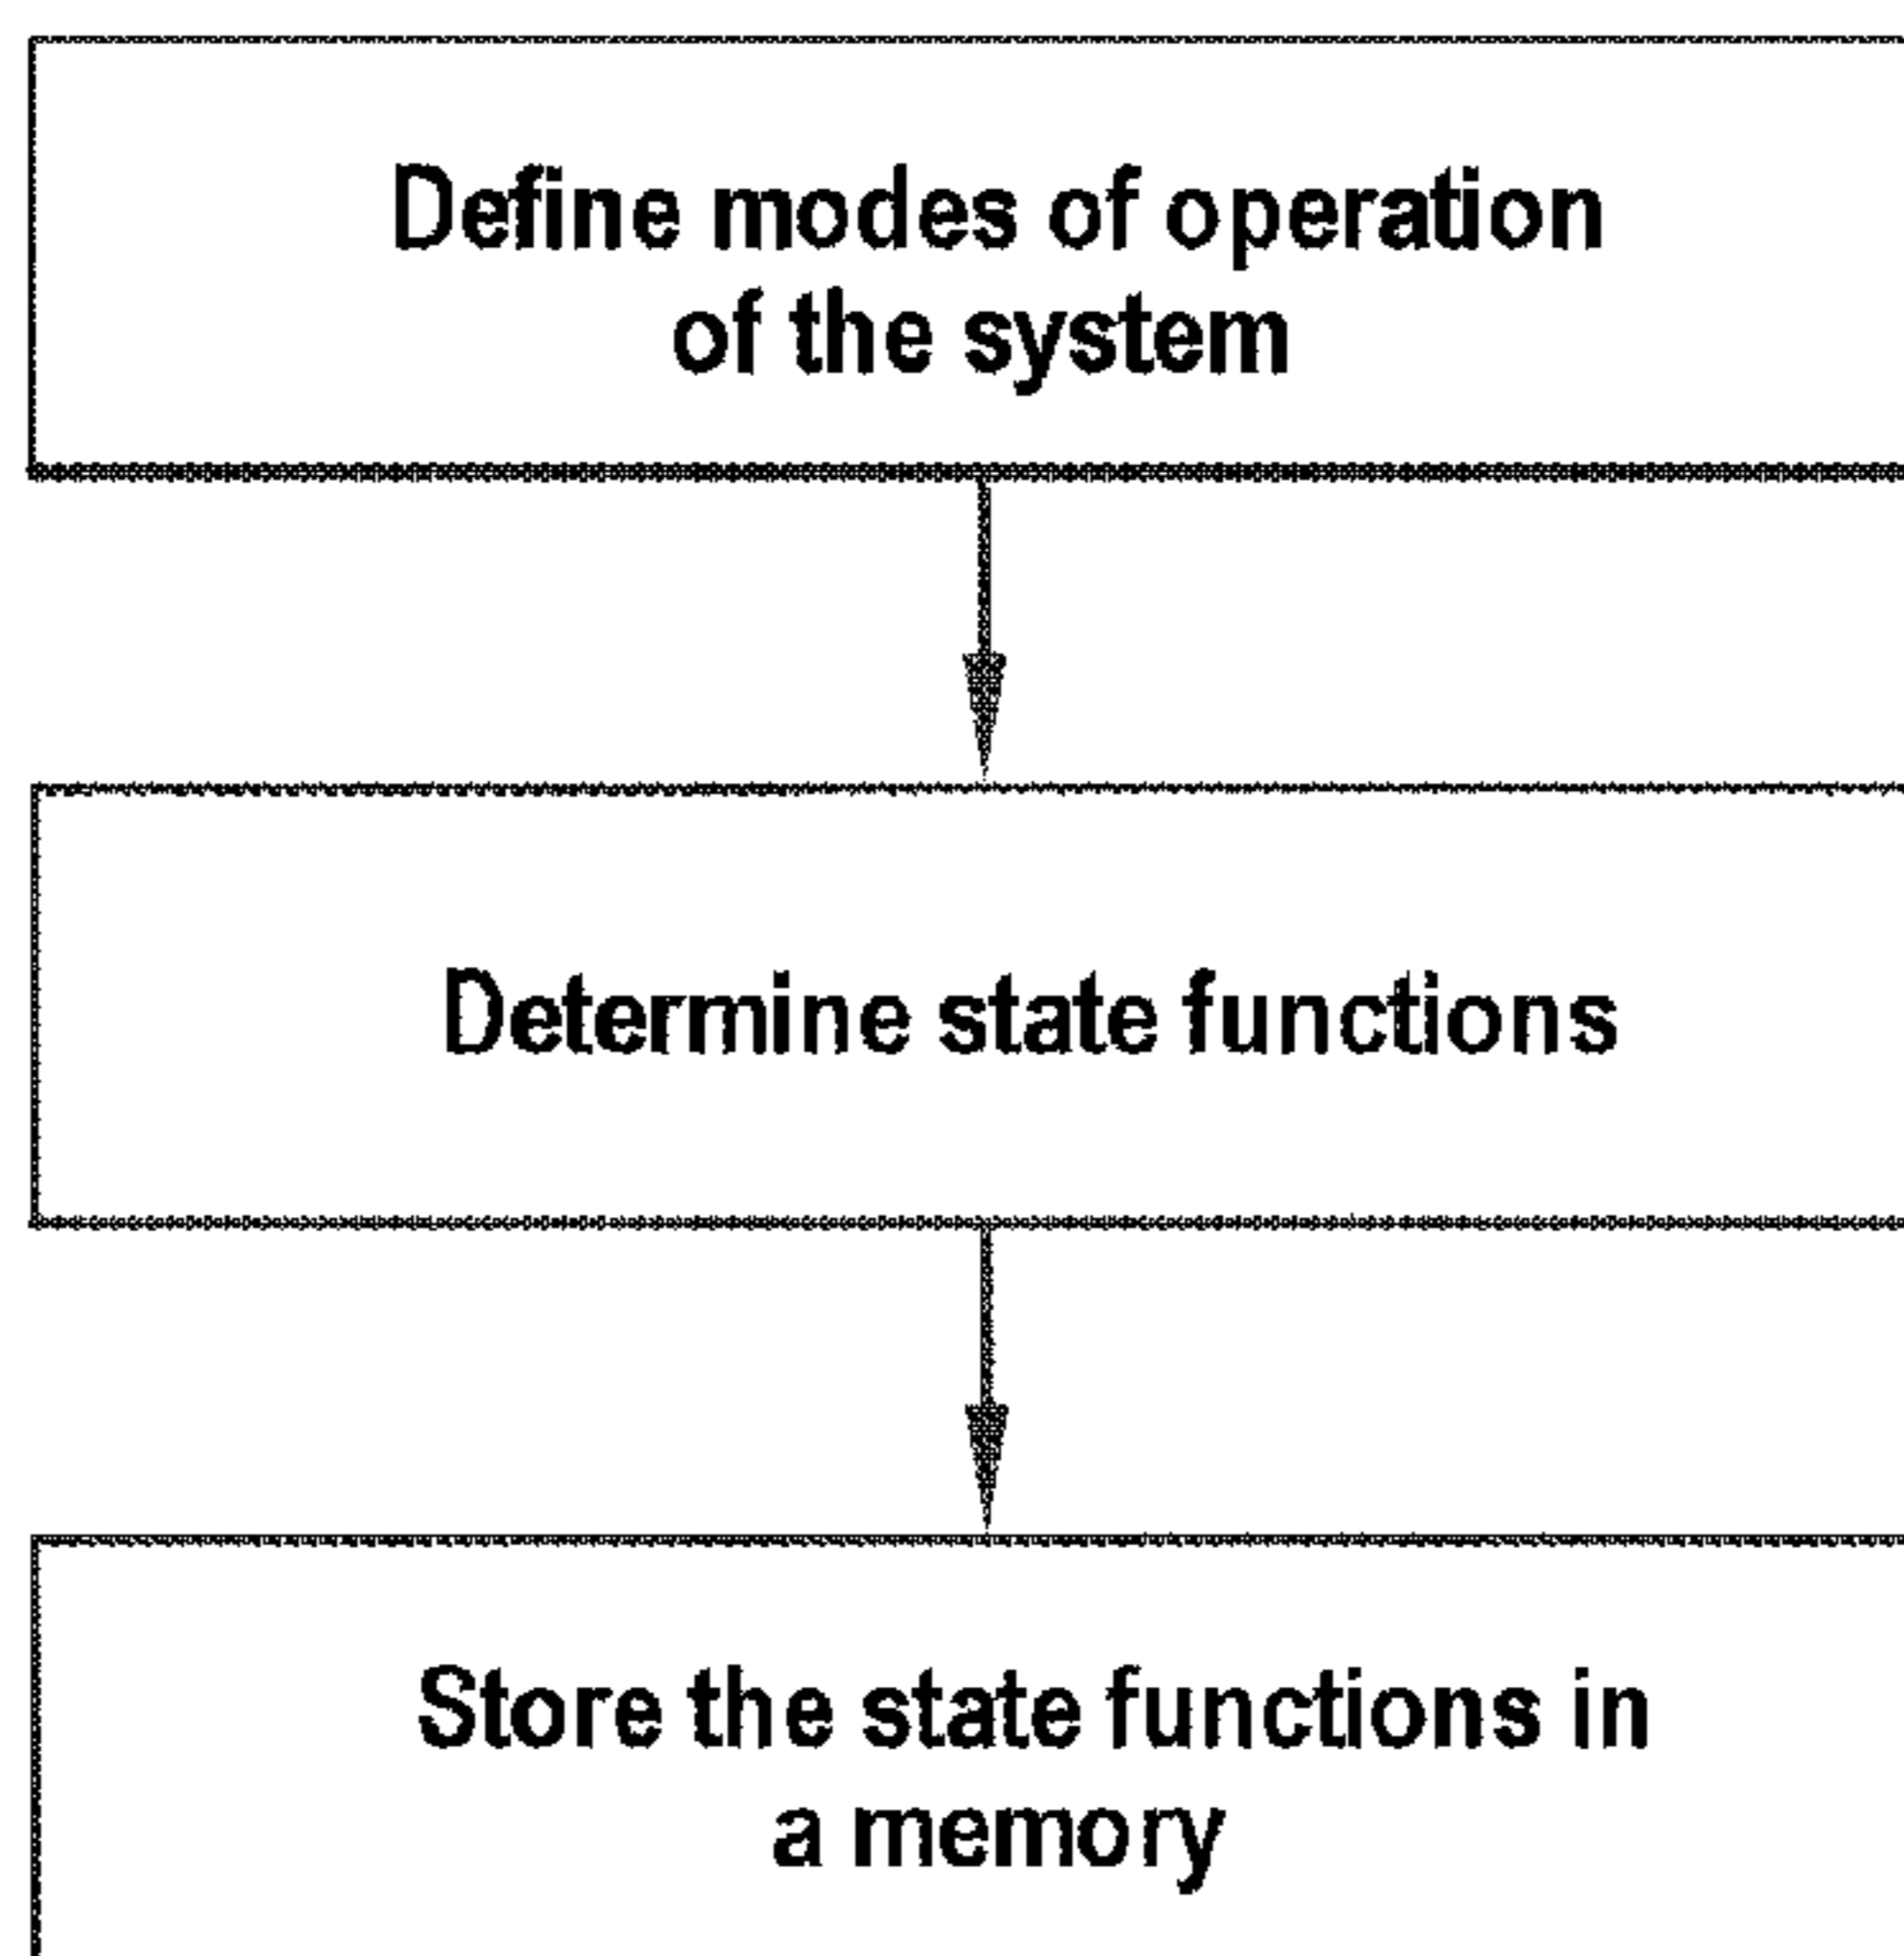 Define modes of operation
of the system
Determine state functions
Store the state functions in
a memory